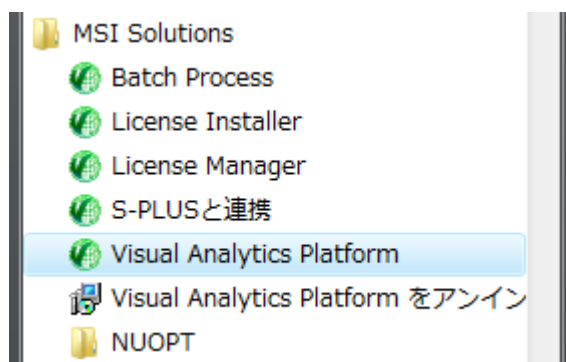 MSI Solutions
Batch Process
License Installer
License Manager
S-PLUSと連携
Visual Analytics Platform
Visual Analytics Platform をアンイン
NUOPT